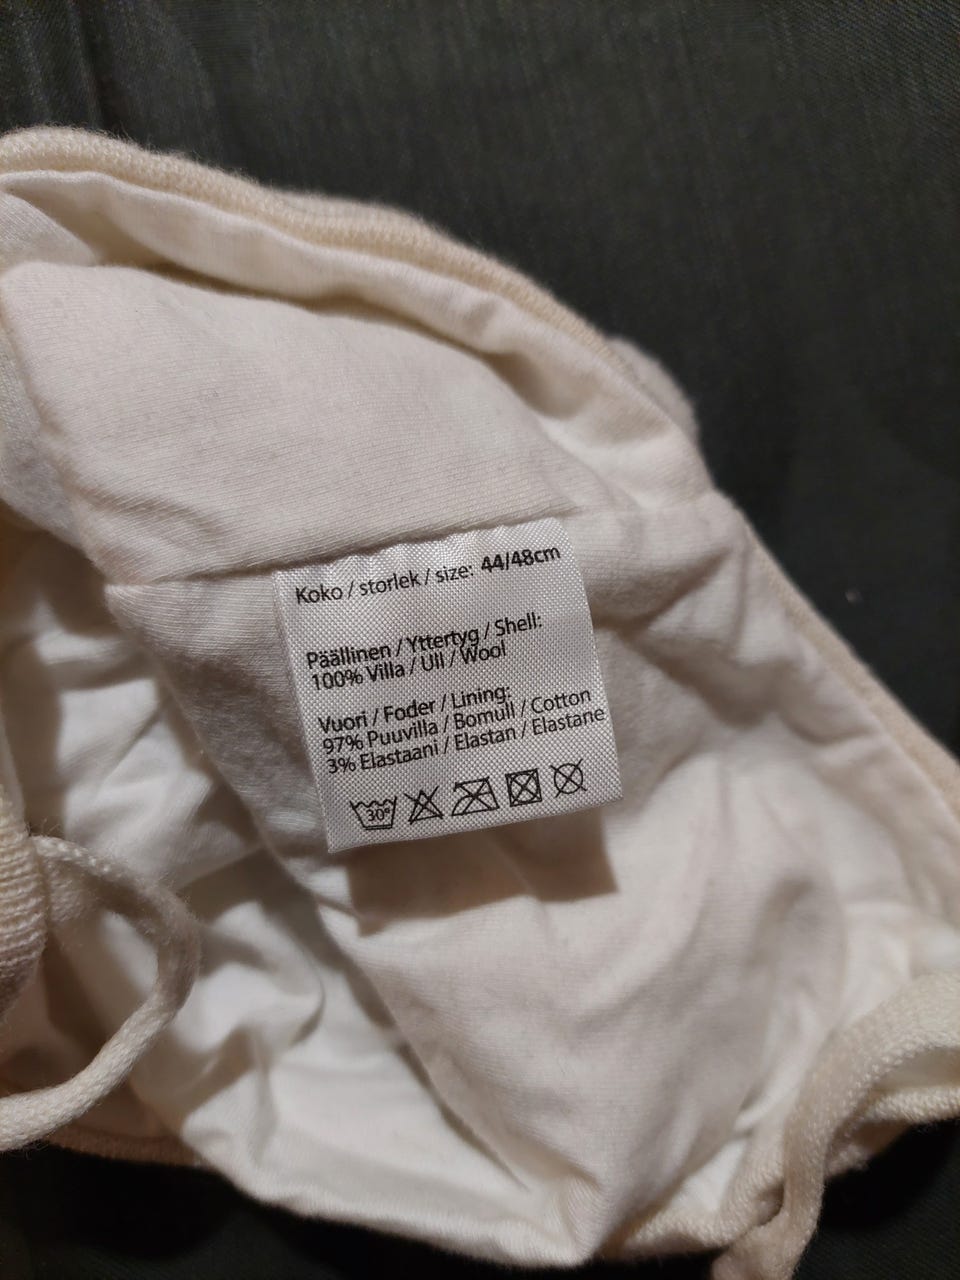 Koko / storlek / size: 44/48cm
Päällinen / Yttertyg / Shell:
100% Villa / Ull / Wool
Vuori / Foder / Lining:
97% Puuvilla / Bomull / Cotton
3% Elastaani / Elastan / Elastane
30°